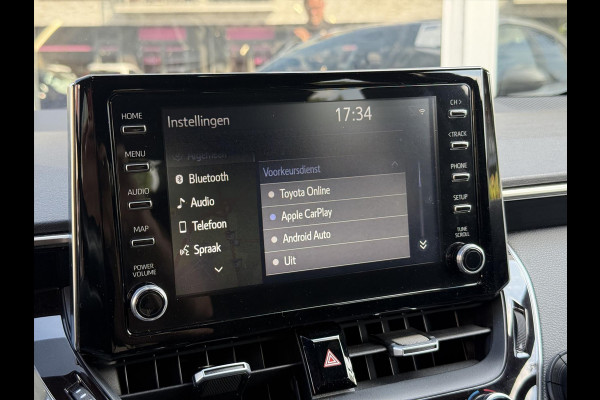 HOME
MENU
AUDIO
MAP
POWER
VOLUME
Instellingen
17:34
Algemeen
Bluetooth
Audio
Telefoon
Spraak
Voorkeursdienst
Toyota Online
Apple CarPlay
Android Auto
Uit
CH >
< TRACK
PHONE
SETUP
TUNE
SCROLL